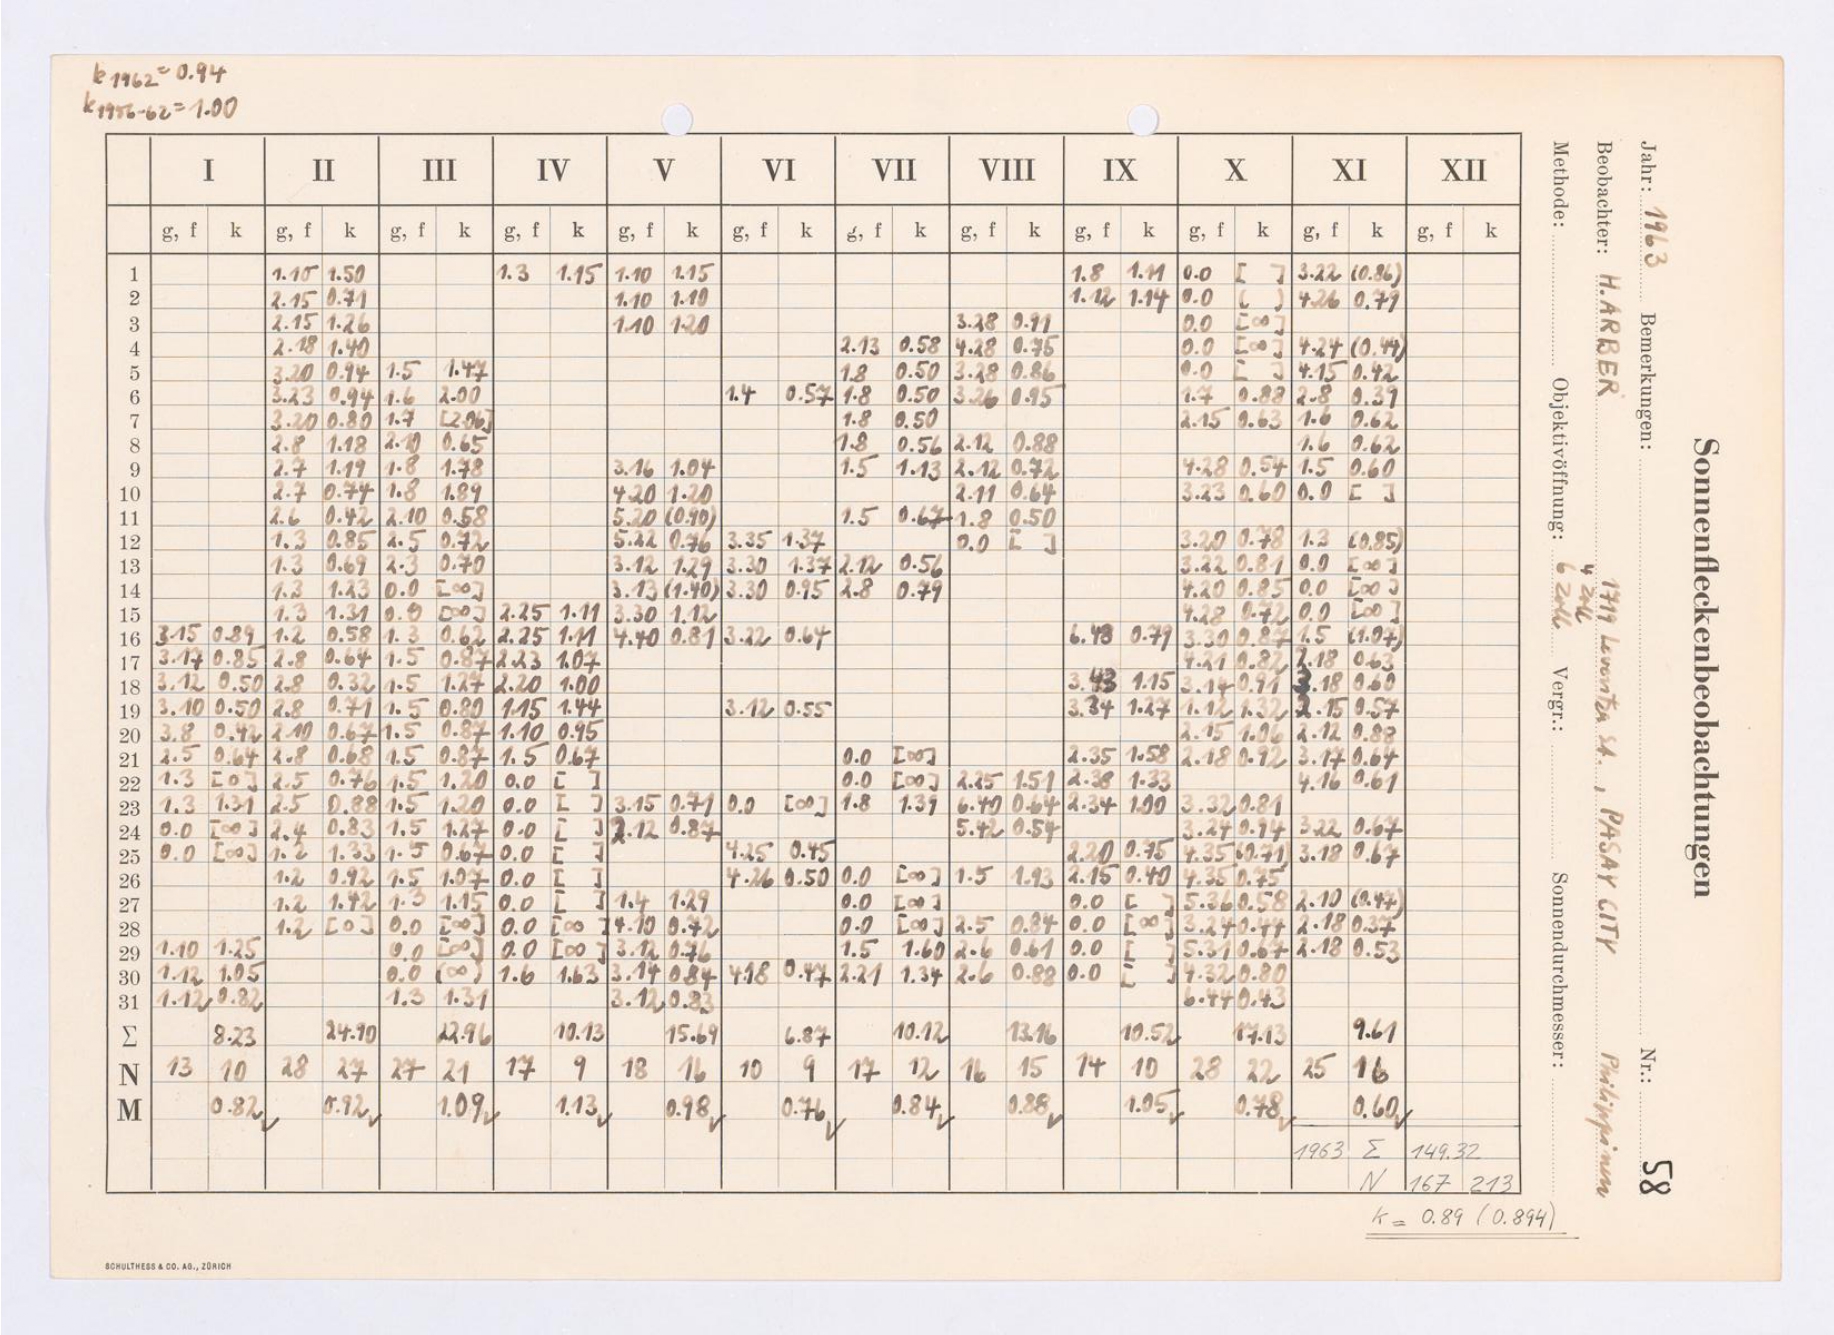 k1962 = 0.94
k1956-62 = 1.00
I II III IV V VI VII VIII IX X XI XII
g, f k g, f k g, f k g, f k g, f k g, f k g, f k g, f k g, f k g, f k g, f k g, f k
1 1.10 1.50 1.3 1.15 1.10 1.15 1.8 1.11 0.0 [ ] 3.22 (0.86)
2 2.15 0.71 1.10 1.10 1.12 1.14 0.0 [ ] 4.26 0.79
3 2.15 1.26 1.10 1.20 3.28 0.91 0.0 [∞]
4 2.18 1.40 2.13 0.58 4.28 0.75 0.0 [∞] 4.24 (0.44)
5 3.20 0.94 1.5 1.47 1.8 0.50 3.28 0.86 0.0 [ ] 4.15 0.42
6 3.23 0.94 1.6 2.00 1.4 0.57 1.8 0.50 3.26 0.95 1.7 0.88 2.8 0.39
7 3.20 0.80 1.7 [2.06] 1.8 0.50 2.15 0.63 1.6 0.62
8 2.8 1.18 2.10 0.65 1.8 0.56 2.12 0.88 1.6 0.62
9 2.7 1.19 1.8 1.78 3.16 1.04 1.5 1.13 2.12 0.72 4.28 0.54 1.5 0.60
10 2.7 0.74 1.8 1.89 4.20 1.20 2.11 0.64 3.23 0.60 0.0 [ ]
11 2.6 0.42 2.10 0.58 5.20 (0.90) 1.5 0.67 1.8 0.50
12 1.3 0.85 2.5 0.72 5.22 0.76 3.35 1.37 0.0 [ ] 3.20 0.78 1.3 (0.85)
13 1.3 0.69 2.3 0.70 3.12 1.29 3.30 1.37 2.12 0.56 3.22 0.81 0.0 [∞]
14 1.3 1.23 0.0 [∞] 3.13 (1.40) 3.30 0.95 2.8 0.79 4.20 0.85 0.0 [∞]
15 1.3 1.31 0.0 [∞] 2.25 1.11 3.30 1.12 4.28 0.72 0.0 [∞]
16 3.15 0.89 1.2 0.58 1.3 0.62 2.25 1.11 4.40 0.81 3.22 0.64 6.48 0.79 3.30 0.87 1.5 (1.07)
17 3.17 0.85 2.8 0.64 1.5 0.87 2.23 1.07 4.21 0.82 2.18 0.63
18 3.12 0.50 2.8 0.32 1.5 1.27 2.20 1.00 3.43 1.15 3.14 0.91 2.18 0.60
19 3.10 0.50 2.8 0.71 1.5 0.80 1.15 1.44 3.12 0.55 3.34 1.27 1.12 1.32 2.15 0.57
20 3.8 0.42 2.10 0.67 1.5 0.87 1.10 0.95 2.15 1.06 2.12 0.88
21 2.5 0.64 2.8 0.68 1.5 0.87 1.5 0.67 0.0 [∞] 2.35 1.58 2.18 0.92 3.17 0.64
22 1.3 [0] 2.5 0.76 1.5 1.20 0.0 [ ] 0.0 [∞] 2.25 1.51 2.38 1.33 4.16 0.61
23 1.3 1.31 2.5 0.88 1.5 1.20 0.0 [ ] 3.15 0.71 0.0 [∞] 1.8 1.39 6.40 0.64 2.34 1.00 3.32 0.81
24 0.0 [∞] 2.4 0.83 1.5 1.27 0.0 [ ] 2.12 0.87 5.42 0.54 3.24 0.94 3.22 0.67
25 0.0 [∞] 1.2 1.33 1.5 0.67 0.0 [ ] 4.25 0.45 2.20 0.75 4.35 (0.71) 3.18 0.67
26 1.2 0.92 1.5 1.07 0.0 [ ] 4.26 0.50 0.0 [∞] 1.5 1.93 2.15 0.40 4.35 0.75
27 1.2 1.42 1.3 1.15 0.0 [ ] 1.4 1.29 0.0 [∞] 0.0 [ ] 5.36 0.58 2.10 (0.47)
28 1.2 [0] 0.0 [∞] 0.0 [∞] 4.10 0.72 0.0 [∞] 2.5 0.84 0.0 [∞] 3.24 0.44 2.18 0.37
29 1.10 1.25 0.0 [∞] 0.0 [∞] 3.12 0.76 1.5 1.60 2.6 0.61 0.0 [ ] 5.31 0.67 2.18 0.53
30 1.12 1.05 0.0 (∞) 1.6 1.63 3.14 0.84 4.18 0.47 2.21 1.34 2.6 0.88 0.0 [ ] 4.32 0.80
31 1.12 0.82 1.3 1.31 3.12 0.83 6.44 0.43
Σ 8.23 24.90 22.96 10.13 15.69 6.87 10.12 13.16 10.52 17.13 9.61
N 13 10 28 27 27 21 17 9 18 16 10 9 17 12 16 15 14 10 28 22 25 16
M 0.82 0.92 1.09 1.13 0.98 0.76 0.84 0.88 1.05 0.78 0.60
1963 Σ 149.32
N 167 213
k = 0.89 (0.894)
SCHULTHESS & CO. AG., ZÜRICH
Sonnenfleckenbeobachtungen
Jahr: 1963 Bemerkungen: Nr.: 58
Beobachter: H. ARBER 1719 St., PASAY CITY Philippinen
4 Zoll
Methode: Objektivöffnung: 6 Zoll Vergr.: Sonnendurchmesser: